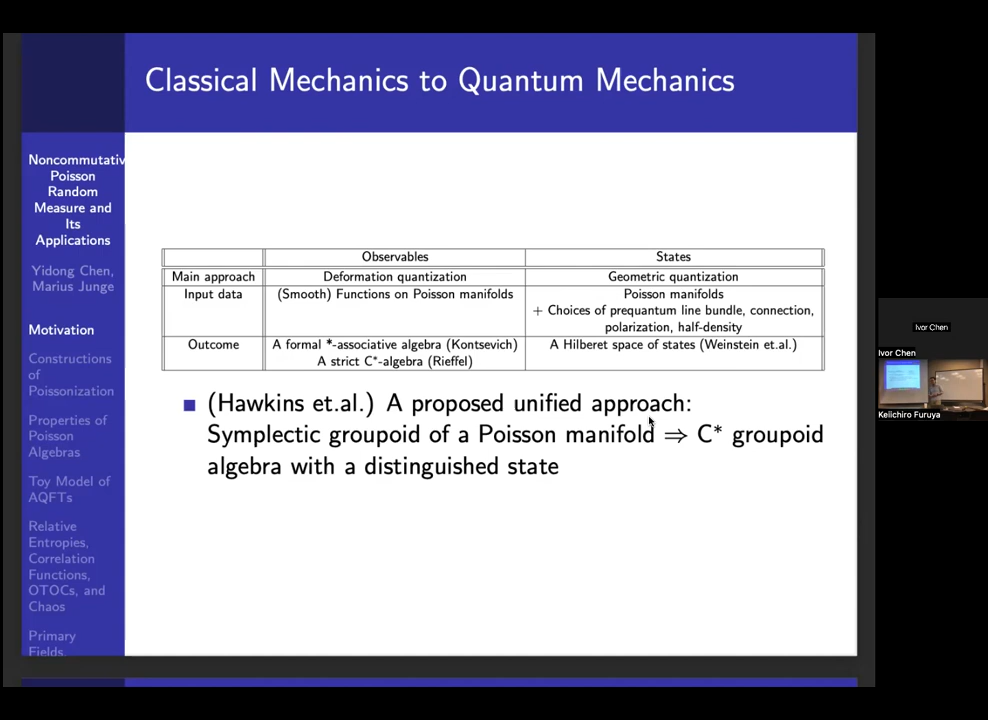 Classical Mechanics to Quantum Mechanics
Noncommutativ
Poisson
Random
Measure and
Its
Applications
Yidong Chen,
Marius Junge
Motivation
Constructions
of
Poissonization
Properties of
Poisson
Algebras
Toy Model of
AQFTs
Relative
Entropies,
Correlation
Functions,
OTOCs, and
Chaos
Primary
Fields,
Observables States
Main approach Deformation quantization Geometric quantization
Input data (Smooth) Functions on Poisson manifolds Poisson manifolds
+ Choices of prequantum line bundle, connection,
polarization, half-density
Outcome A formal *-associative algebra (Kontsevich) A Hilberet space of states (Weinstein et.al.)
A strict C*-algebra (Rieffel)
(Hawkins et.al.) A proposed unified approach:
Symplectic groupoid of a Poisson manifold ⇒ C* groupoid
algebra with a distinguished state
Ivor Chen
Ivor Chen
Keiichiro Furuya